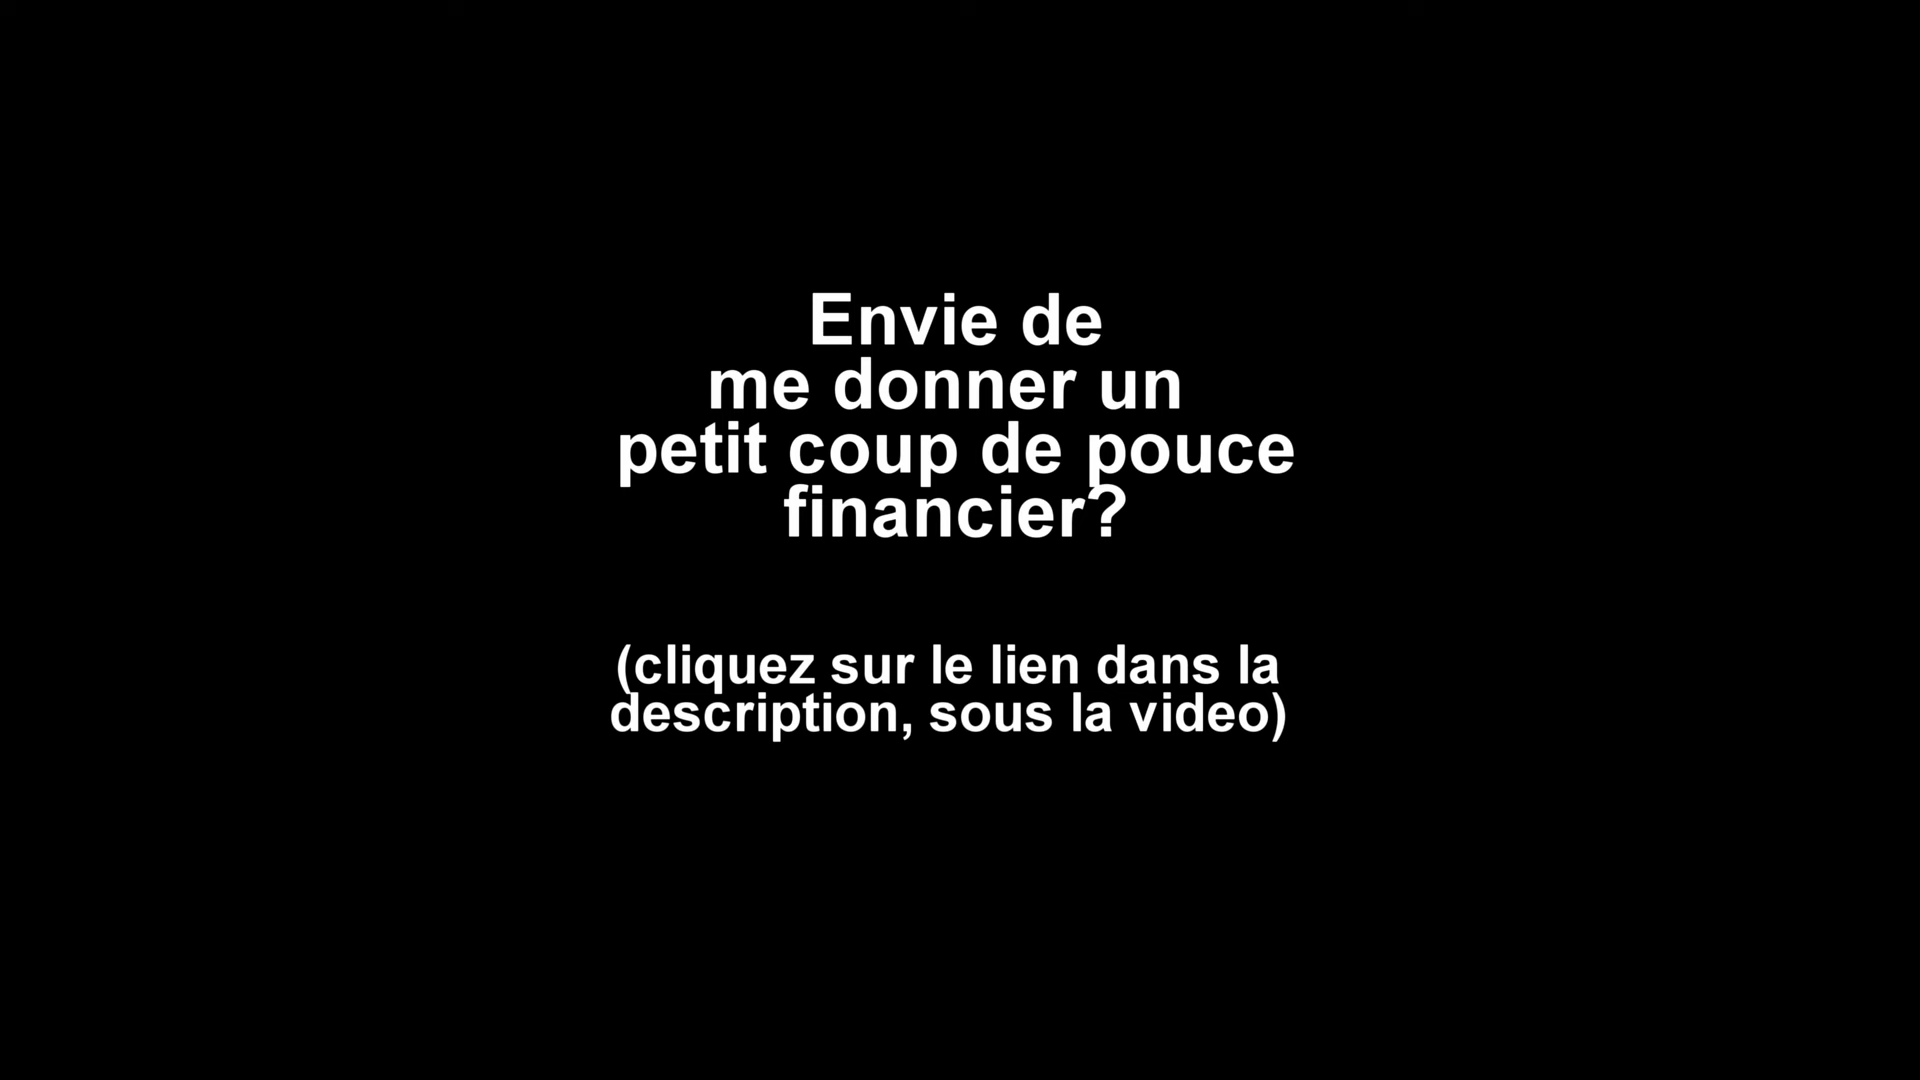 Envie de
me donner un
petit coup de pouce
financier?
(cliquez sur le lien dans la
description, sous la video)